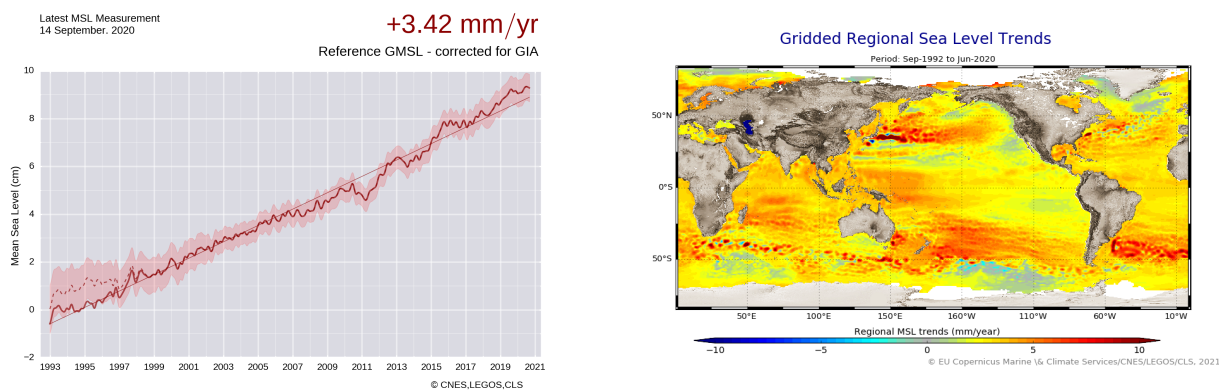 Latest MSL Measurement
14 September. 2020
+3.42 mm/yr
Reference GMSL - corrected for GIA
10
8
6
4
2
0
−2
Mean Sea Level (cm)
1993 1995 1997 1999 2001 2003 2005 2007 2009 2011 2013 2015 2017 2019 2021
© CNES,LEGOS,CLS
Gridded Regional Sea Level Trends
Period: Sep-1992 to Jun-2020
50°N
0°S
50°S
50°E 100°E 150°E 160°W 110°W 60°W 10°W
Regional MSL trends (mm/year)
−10 −5 0 5 10
© EU Copernicus Marine \& Climate Services/CNES/LEGOS/CLS, 2021